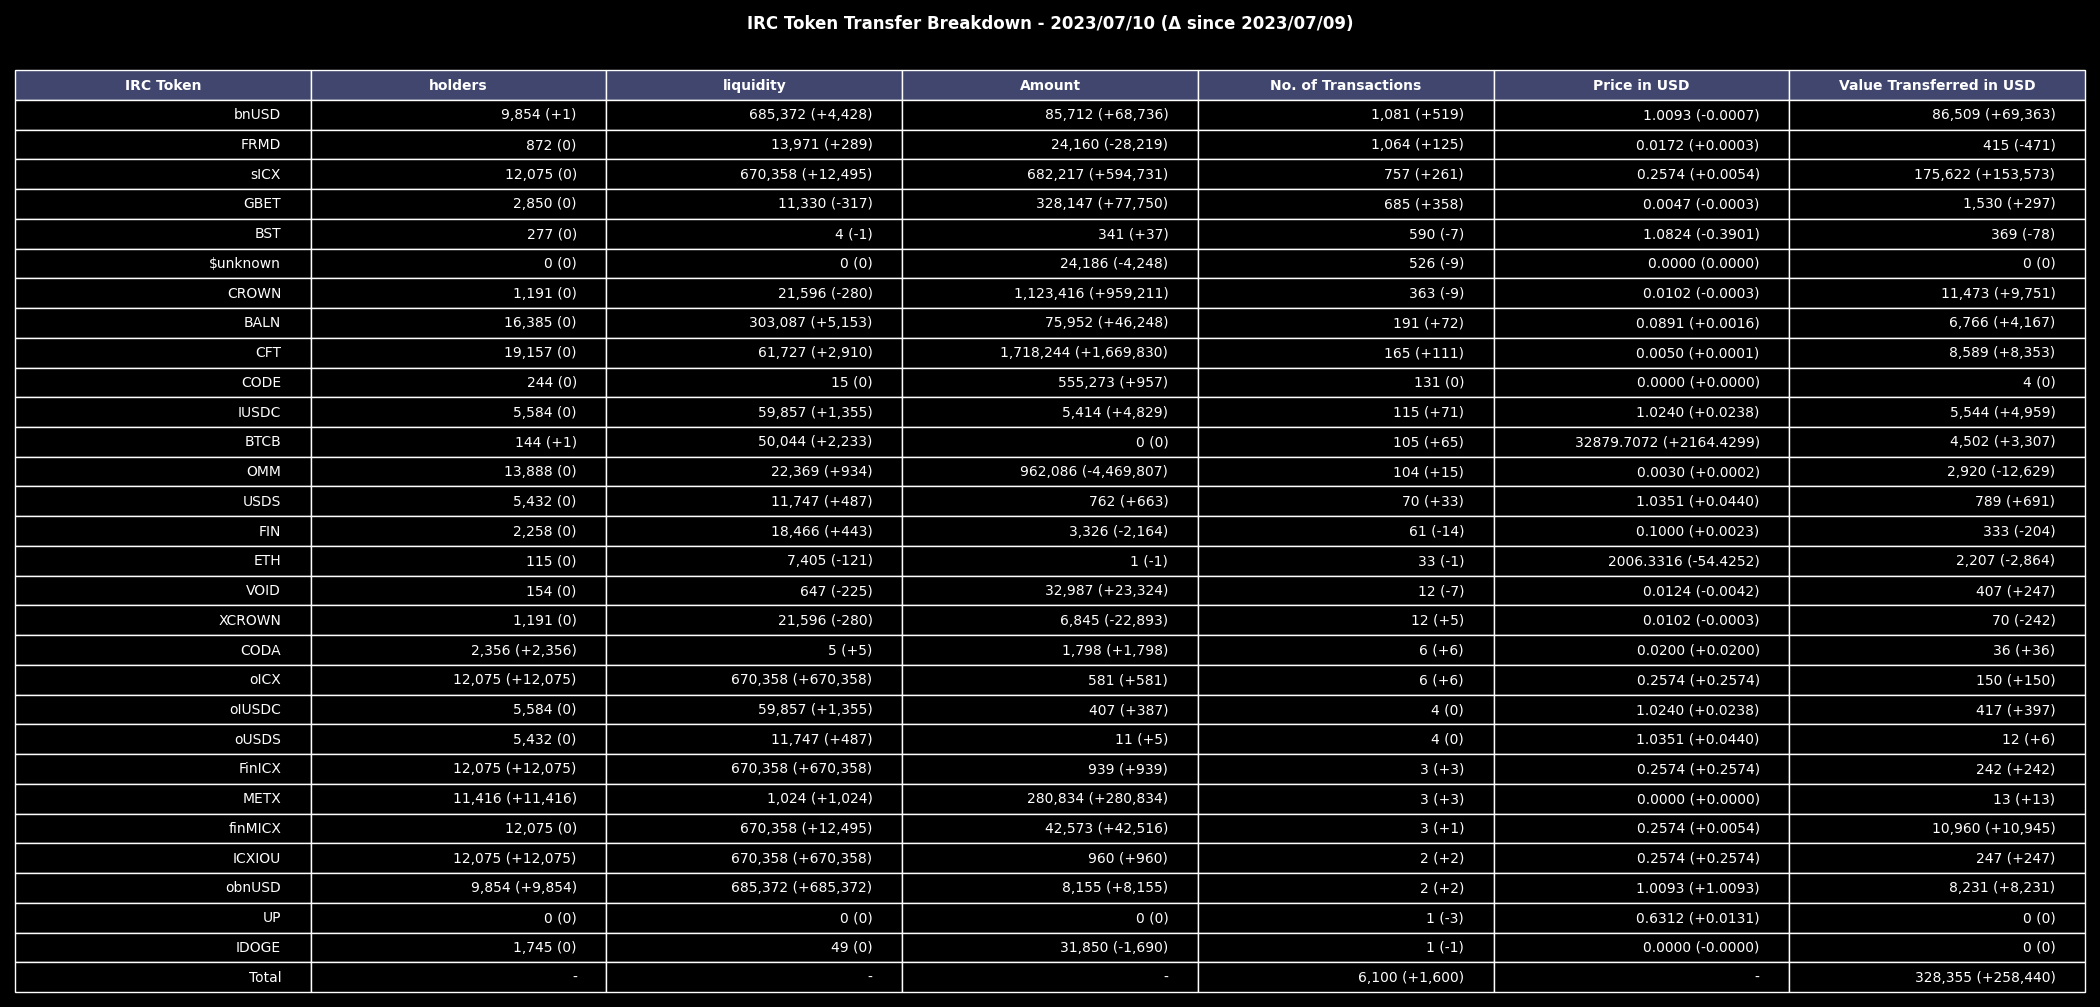 IRC Token Transfer Breakdown - 2023/07/10 (Δ since 2023/07/09)
IRC Token holders liquidity Amount No. of Transactions Price in USD Value Transferred in USD
bnUSD 9,854 (+1) 685,372 (+4,428) 85,712 (+68,736) 1,081 (+519) 1.0093 (-0.0007) 86,509 (+69,363)
FRMD 872 (0) 13,971 (+289) 24,160 (-28,219) 1,064 (+125) 0.0172 (+0.0003) 415 (-471)
sICX 12,075 (0) 670,358 (+12,495) 682,217 (+594,731) 757 (+261) 0.2574 (+0.0054) 175,622 (+153,573)
GBET 2,850 (0) 11,330 (-317) 328,147 (+77,750) 685 (+358) 0.0047 (-0.0003) 1,530 (+297)
BST 277 (0) 4 (-1) 341 (+37) 590 (-7) 1.0824 (-0.3901) 369 (-78)
$unknown 0 (0) 0 (0) 24,186 (-4,248) 526 (-9) 0.0000 (0.0000) 0 (0)
CROWN 1,191 (0) 21,596 (-280) 1,123,416 (+959,211) 363 (-9) 0.0102 (-0.0003) 11,473 (+9,751)
BALN 16,385 (0) 303,087 (+5,153) 75,952 (+46,248) 191 (+72) 0.0891 (+0.0016) 6,766 (+4,167)
CFT 19,157 (0) 61,727 (+2,910) 1,718,244 (+1,669,830) 165 (+111) 0.0050 (+0.0001) 8,589 (+8,353)
CODE 244 (0) 15 (0) 555,273 (+957) 131 (0) 0.0000 (+0.0000) 4 (0)
IUSDC 5,584 (0) 59,857 (+1,355) 5,414 (+4,829) 115 (+71) 1.0240 (+0.0238) 5,544 (+4,959)
BTCB 144 (+1) 50,044 (+2,233) 0 (0) 105 (+65) 32879.7072 (+2164.4299) 4,502 (+3,307)
OMM 13,888 (0) 22,369 (+934) 962,086 (-4,469,807) 104 (+15) 0.0030 (+0.0002) 2,920 (-12,629)
USDS 5,432 (0) 11,747 (+487) 762 (+663) 70 (+33) 1.0351 (+0.0440) 789 (+691)
FIN 2,258 (0) 18,466 (+443) 3,326 (-2,164) 61 (-14) 0.1000 (+0.0023) 333 (-204)
ETH 115 (0) 7,405 (-121) 1 (-1) 33 (-1) 2006.3316 (-54.4252) 2,207 (-2,864)
VOID 154 (0) 647 (-225) 32,987 (+23,324) 12 (-7) 0.0124 (-0.0042) 407 (+247)
XCROWN 1,191 (0) 21,596 (-280) 6,845 (-22,893) 12 (+5) 0.0102 (-0.0003) 70 (-242)
CODA 2,356 (+2,356) 5 (+5) 1,798 (+1,798) 6 (+6) 0.0200 (+0.0200) 36 (+36)
oICX 12,075 (+12,075) 670,358 (+670,358) 581 (+581) 6 (+6) 0.2574 (+0.2574) 150 (+150)
oIUSDC 5,584 (0) 59,857 (+1,355) 407 (+387) 4 (0) 1.0240 (+0.0238) 417 (+397)
oUSDS 5,432 (0) 11,747 (+487) 11 (+5) 4 (0) 1.0351 (+0.0440) 12 (+6)
FinICX 12,075 (+12,075) 670,358 (+670,358) 939 (+939) 3 (+3) 0.2574 (+0.2574) 242 (+242)
METX 11,416 (+11,416) 1,024 (+1,024) 280,834 (+280,834) 3 (+3) 0.0000 (+0.0000) 13 (+13)
finMICX 12,075 (0) 670,358 (+12,495) 42,573 (+42,516) 3 (+1) 0.2574 (+0.0054) 10,960 (+10,945)
ICXIOU 12,075 (+12,075) 670,358 (+670,358) 960 (+960) 2 (+2) 0.2574 (+0.2574) 247 (+247)
obnUSD 9,854 (+9,854) 685,372 (+685,372) 8,155 (+8,155) 2 (+2) 1.0093 (+1.0093) 8,231 (+8,231)
UP 0 (0) 0 (0) 0 (0) 1 (-3) 0.6312 (+0.0131) 0 (0)
IDOGE 1,745 (0) 49 (0) 31,850 (-1,690) 1 (-1) 0.0000 (-0.0000) 0 (0)
Total - - - 6,100 (+1,600) - 328,355 (+258,440)